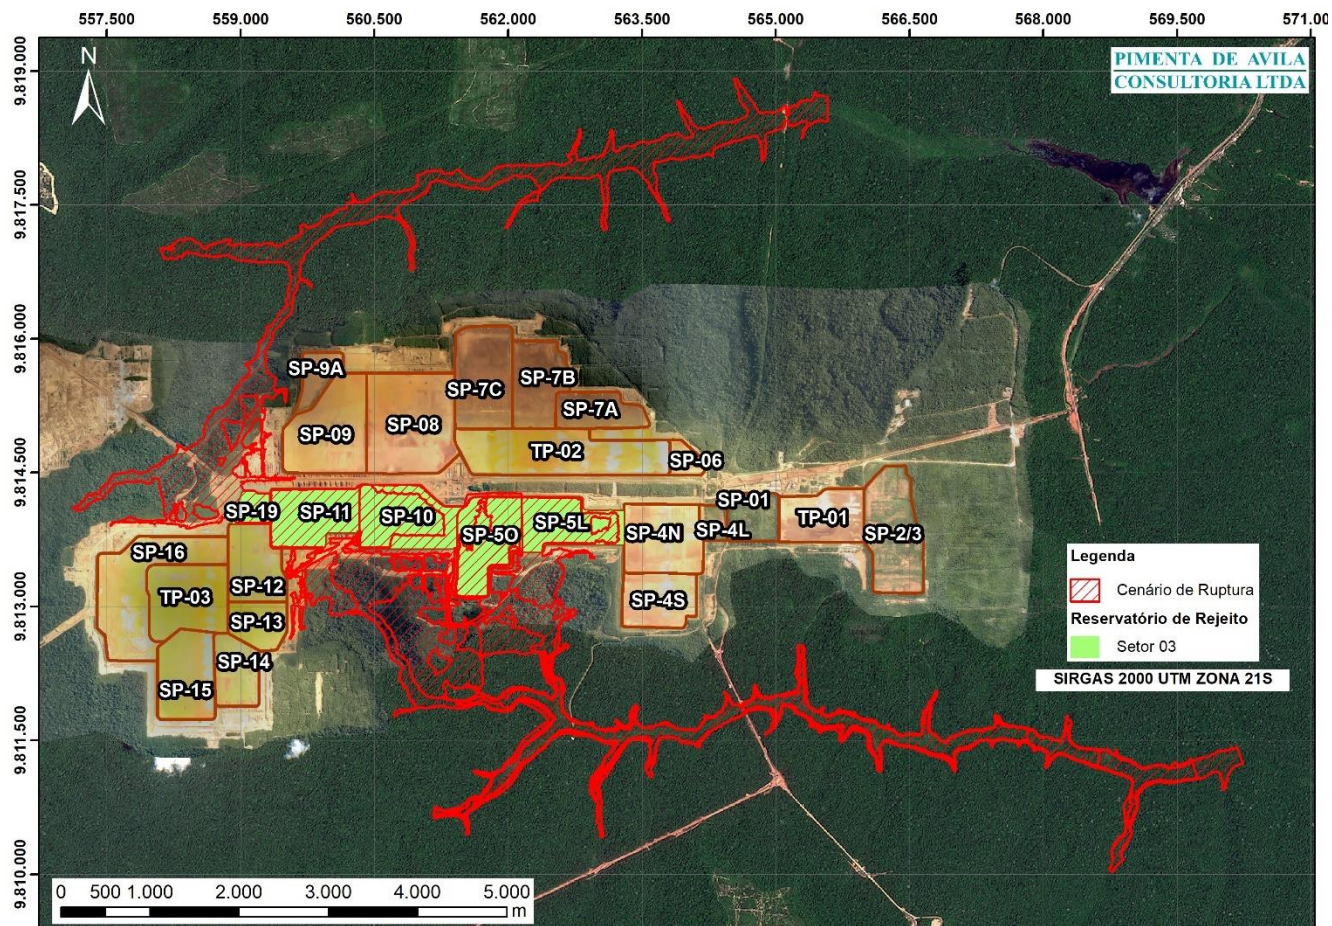 557.500 559.000 560.500 562.000 563.500 565.000 566.500 568.000 569.500 571.000
9.819.000
9.817.500
9.816.000
9.814.500
9.813.000
9.811.500
9.810.000
N
PIMENTA DE AVILA
CONSULTORIA LTDA
SP-9A
SP-7C
SP-7B
SP-7A
SP-09
SP-08
TP-02
SP-06
SP-19
SP-11
SP-10
SP-5O
SP-5L
SP-4N
SP-4L
SP-01
TP-01
SP-2/3
SP-16
TP-03
SP-12
SP-13
SP-14
SP-15
SP-4S
Legenda
Cenário de Ruptura
Reservatório de Rejeito
Setor 03
SIRGAS 2000 UTM ZONA 21S
0 500 1.000 2.000 3.000 4.000 5.000
m